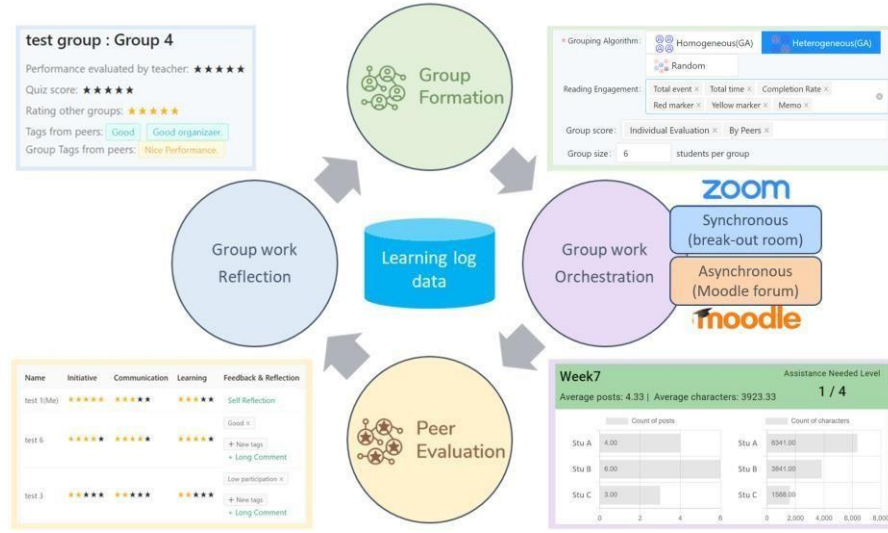 test group : Group 4
Performance evaluated by teacher: ★★★★★
Quiz score: ★★★★★
Rating other groups: ★★★★★
Tags from peers: Good Good organizaer.
Group Tags from peers: Nice Performance.
Group
Formation
* Grouping Algorithm: Homogeneous(GA) Heterogeneous(GA)
Random
Reading Engagement: Total event × Total time × Completion Rate ×
Red marker × Yellow marker × Memo ×
Group score: Individual Evaluation × By Peers ×
Group size: 6 students per group
Group work
Reflection
Learning log
data
Group work
Orchestration
zoom
Synchronous
(break-out room)
Asynchronous
(Moodle forum)
moodle
Name Initiative Communication Learning Feedback & Reflection
test 1(Me) ★★★★★ ★★★★★ ★★★★★ Self Reflection
Good ×
test 6 ★★★★★ ★★★★★ ★★★★★ + New tags
+ Long Comment
Low participation ×
test 3 ★★★★★ ★★★★★ ★★★★★ + New tags
+ Long Comment
Peer
Evaluation
Week7 Assistance Needed Level
Average posts: 4.33 | Average characters: 3923.33 1 / 4
Count of posts Count of characters
Stu A 4.00 Stu A 6341.00
Stu B 6.00 Stu B 3841.00
Stu C 3.00 Stu C 1588.00
0 2 4 6 0 2,000 4,000 6,000 8,000